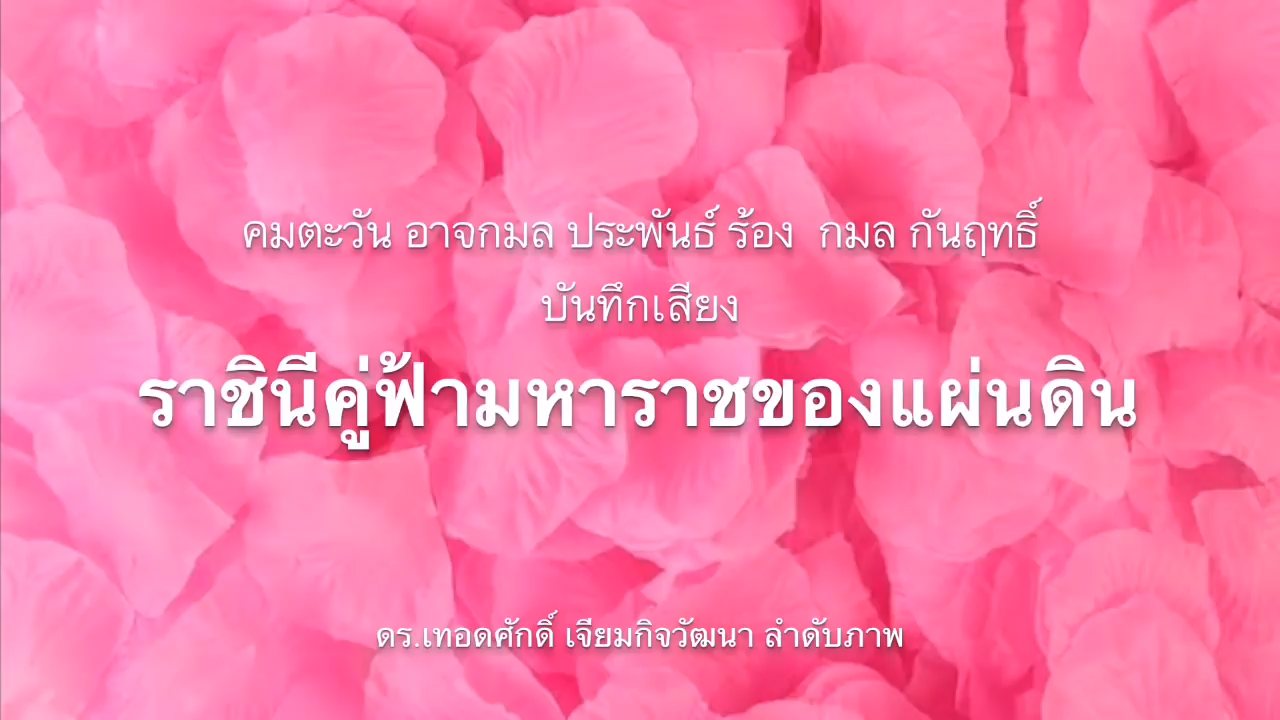 คมตะวัน อาจกมล ประพันธ์ ร้อง กมล กันฤทธิ์
บันทึกเสียง
ราชินีคู่ฟ้ามหาราชของแผ่นดิน
ดร.เทอดศักดิ์ เจียมกิจวัฒนา ลำดับภาพ